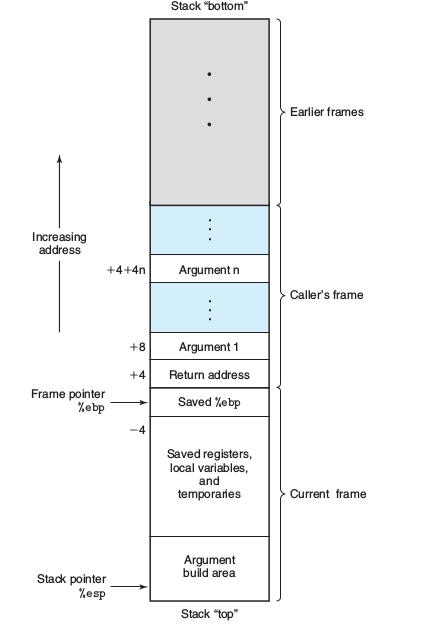 Stack “bottom”
Earlier frames
Increasing
address
+4+4n
Argument n
Caller’s frame
+8
Argument 1
+4
Return address
Frame pointer
%ebp
Saved %ebp
−4
Saved registers,
local variables,
and
temporaries
Current frame
Argument
build area
Stack pointer
%esp
Stack “top”